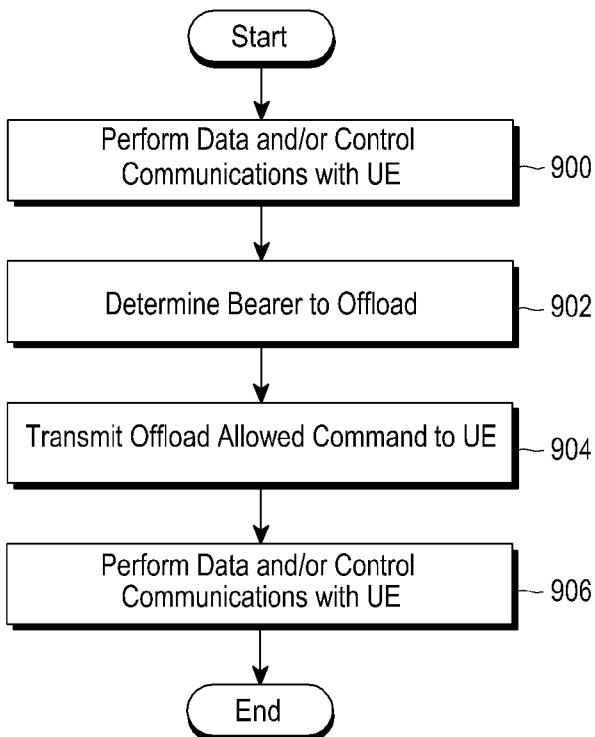 Start
Perform Data and/or Control
Communications with UE
900
Determine Bearer to Offload
902
Transmit Offload Allowed Command to UE
904
Perform Data and/or Control
Communications with UE
906
End